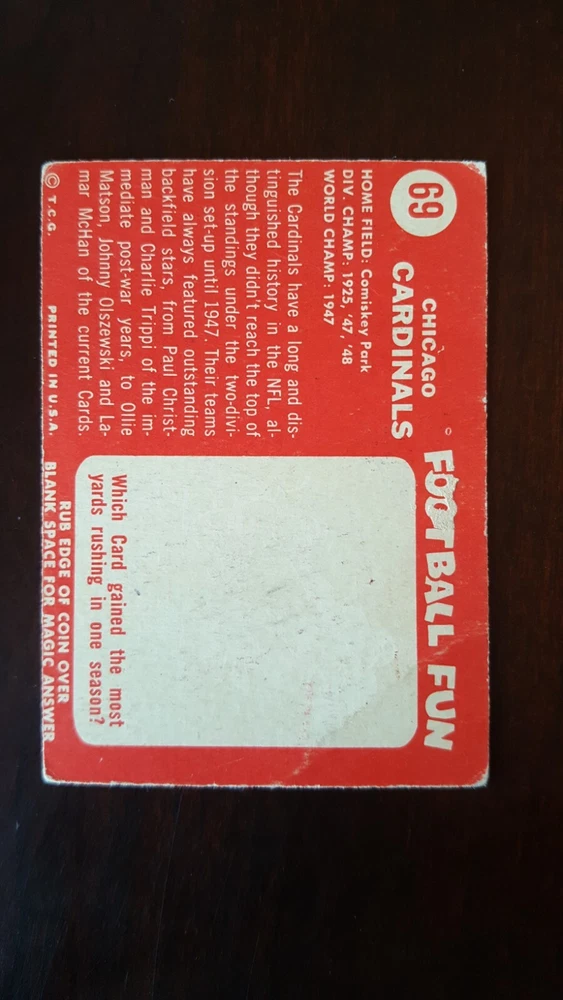 69
CHICAGO
CARDINALS
HOME FIELD: Comiskey Park
DIV. CHAMP: 1925, '47, '48
WORLD CHAMP: 1947
The Cardinals have a long and dis-
tinguished history in the NFL, al-
though they didn't reach the top of
the standings under the two-divi-
sion set-up until 1947. Their teams
have always featured outstanding
backfield stars, from Paul Christ-
man and Charlie Trippi of the im-
mediate post-war years, to Ollie
Matson, Johnny Olszewski and La-
mar McHan of the current Cards.
© T.C.G. PRINTED IN U.S.A.
FOOTBALL FUN
Which Card gained the most
yards rushing in one season?
RUB EDGE OF COIN OVER
BLANK SPACE FOR MAGIC ANSWER